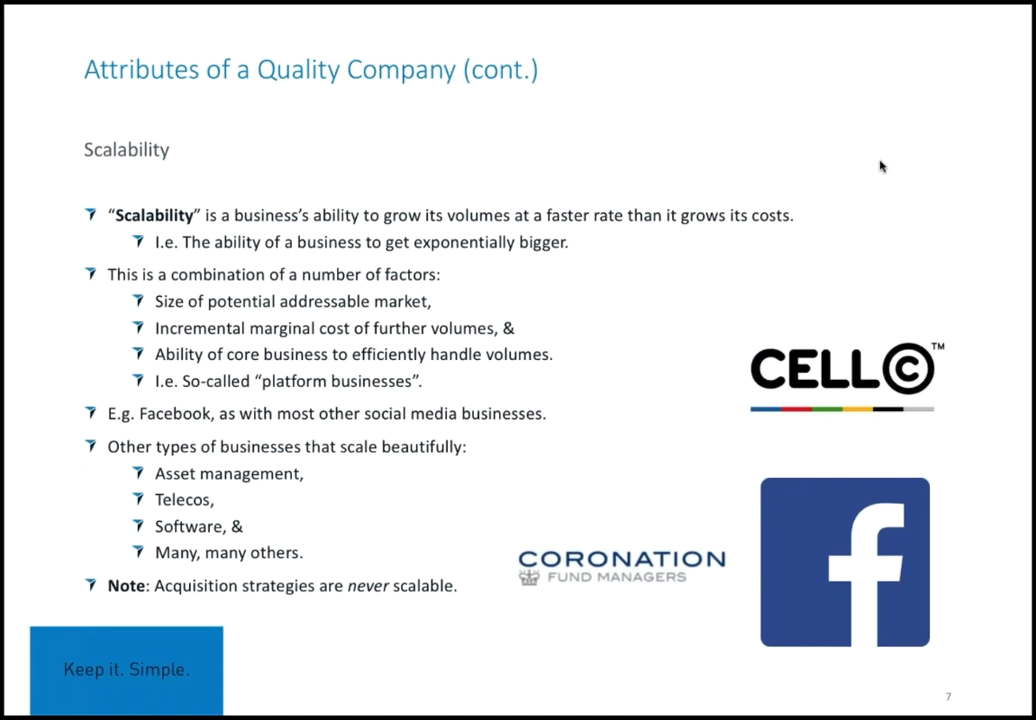 Attributes of a Quality Company (cont.)
Scalability
“Scalability” is a business’s ability to grow its volumes at a faster rate than it grows its costs.
I.e. The ability of a business to get exponentially bigger.
This is a combination of a number of factors:
Size of potential addressable market,
Incremental marginal cost of further volumes, &
Ability of core business to efficiently handle volumes.
I.e. So-called “platform businesses”.
E.g. Facebook, as with most other social media businesses.
Other types of businesses that scale beautifully:
Asset management,
Telecos,
Software, &
Many, many others.
Note: Acquisition strategies are never scalable.
CELL C™
CORONATION
FUND MANAGERS
f
Keep it. Simple.
7